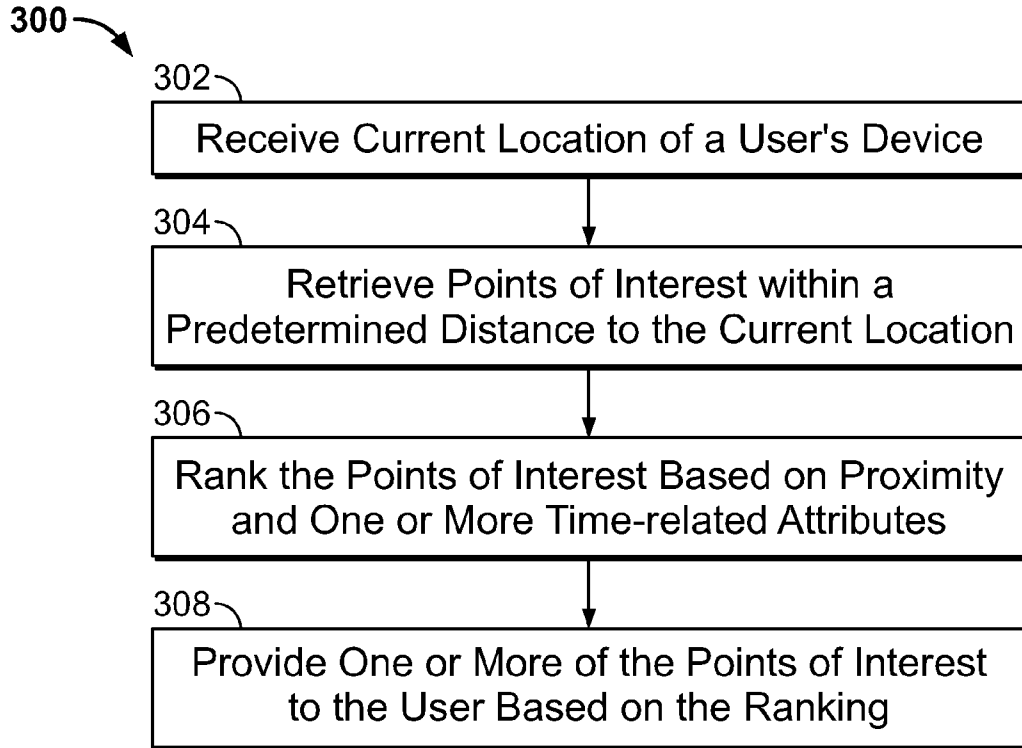 300
302
Receive Current Location of a User's Device
304
Retrieve Points of Interest within a
Predetermined Distance to the Current Location
306
Rank the Points of Interest Based on Proximity
and One or More Time-related Attributes
308
Provide One or More of the Points of Interest
to the User Based on the Ranking